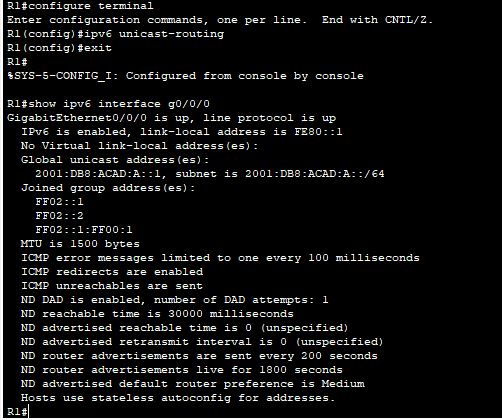 R1#configure terminal
Enter configuration commands, one per line. End with CNTL/Z.
R1(config)#ipv6 unicast-routing
R1(config)#exit
R1#
%SYS-5-CONFIG_I: Configured from console by console

R1#show ipv6 interface g0/0/0
GigabitEthernet0/0/0 is up, line protocol is up
  IPv6 is enabled, link-local address is FE80::1
  No Virtual link-local address(es):
  Global unicast address(es):
    2001:DB8:ACAD:A::1, subnet is 2001:DB8:ACAD:A::/64
  Joined group address(es):
    FF02::1
    FF02::2
    FF02::1:FF00:1
  MTU is 1500 bytes
  ICMP error messages limited to one every 100 milliseconds
  ICMP redirects are enabled
  ICMP unreachables are sent
  ND DAD is enabled, number of DAD attempts: 1
  ND reachable time is 30000 milliseconds
  ND advertised reachable time is 0 (unspecified)
  ND advertised retransmit interval is 0 (unspecified)
  ND router advertisements are sent every 200 seconds
  ND router advertisements live for 1800 seconds
  ND advertised default router preference is Medium
  Hosts use stateless autoconfig for addresses.
R1#